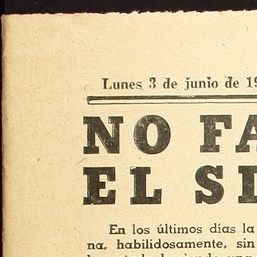 Lunes 3 de junio de 19
NO FA
EL SI
En los últimos días la
na, habilidosamente, sin